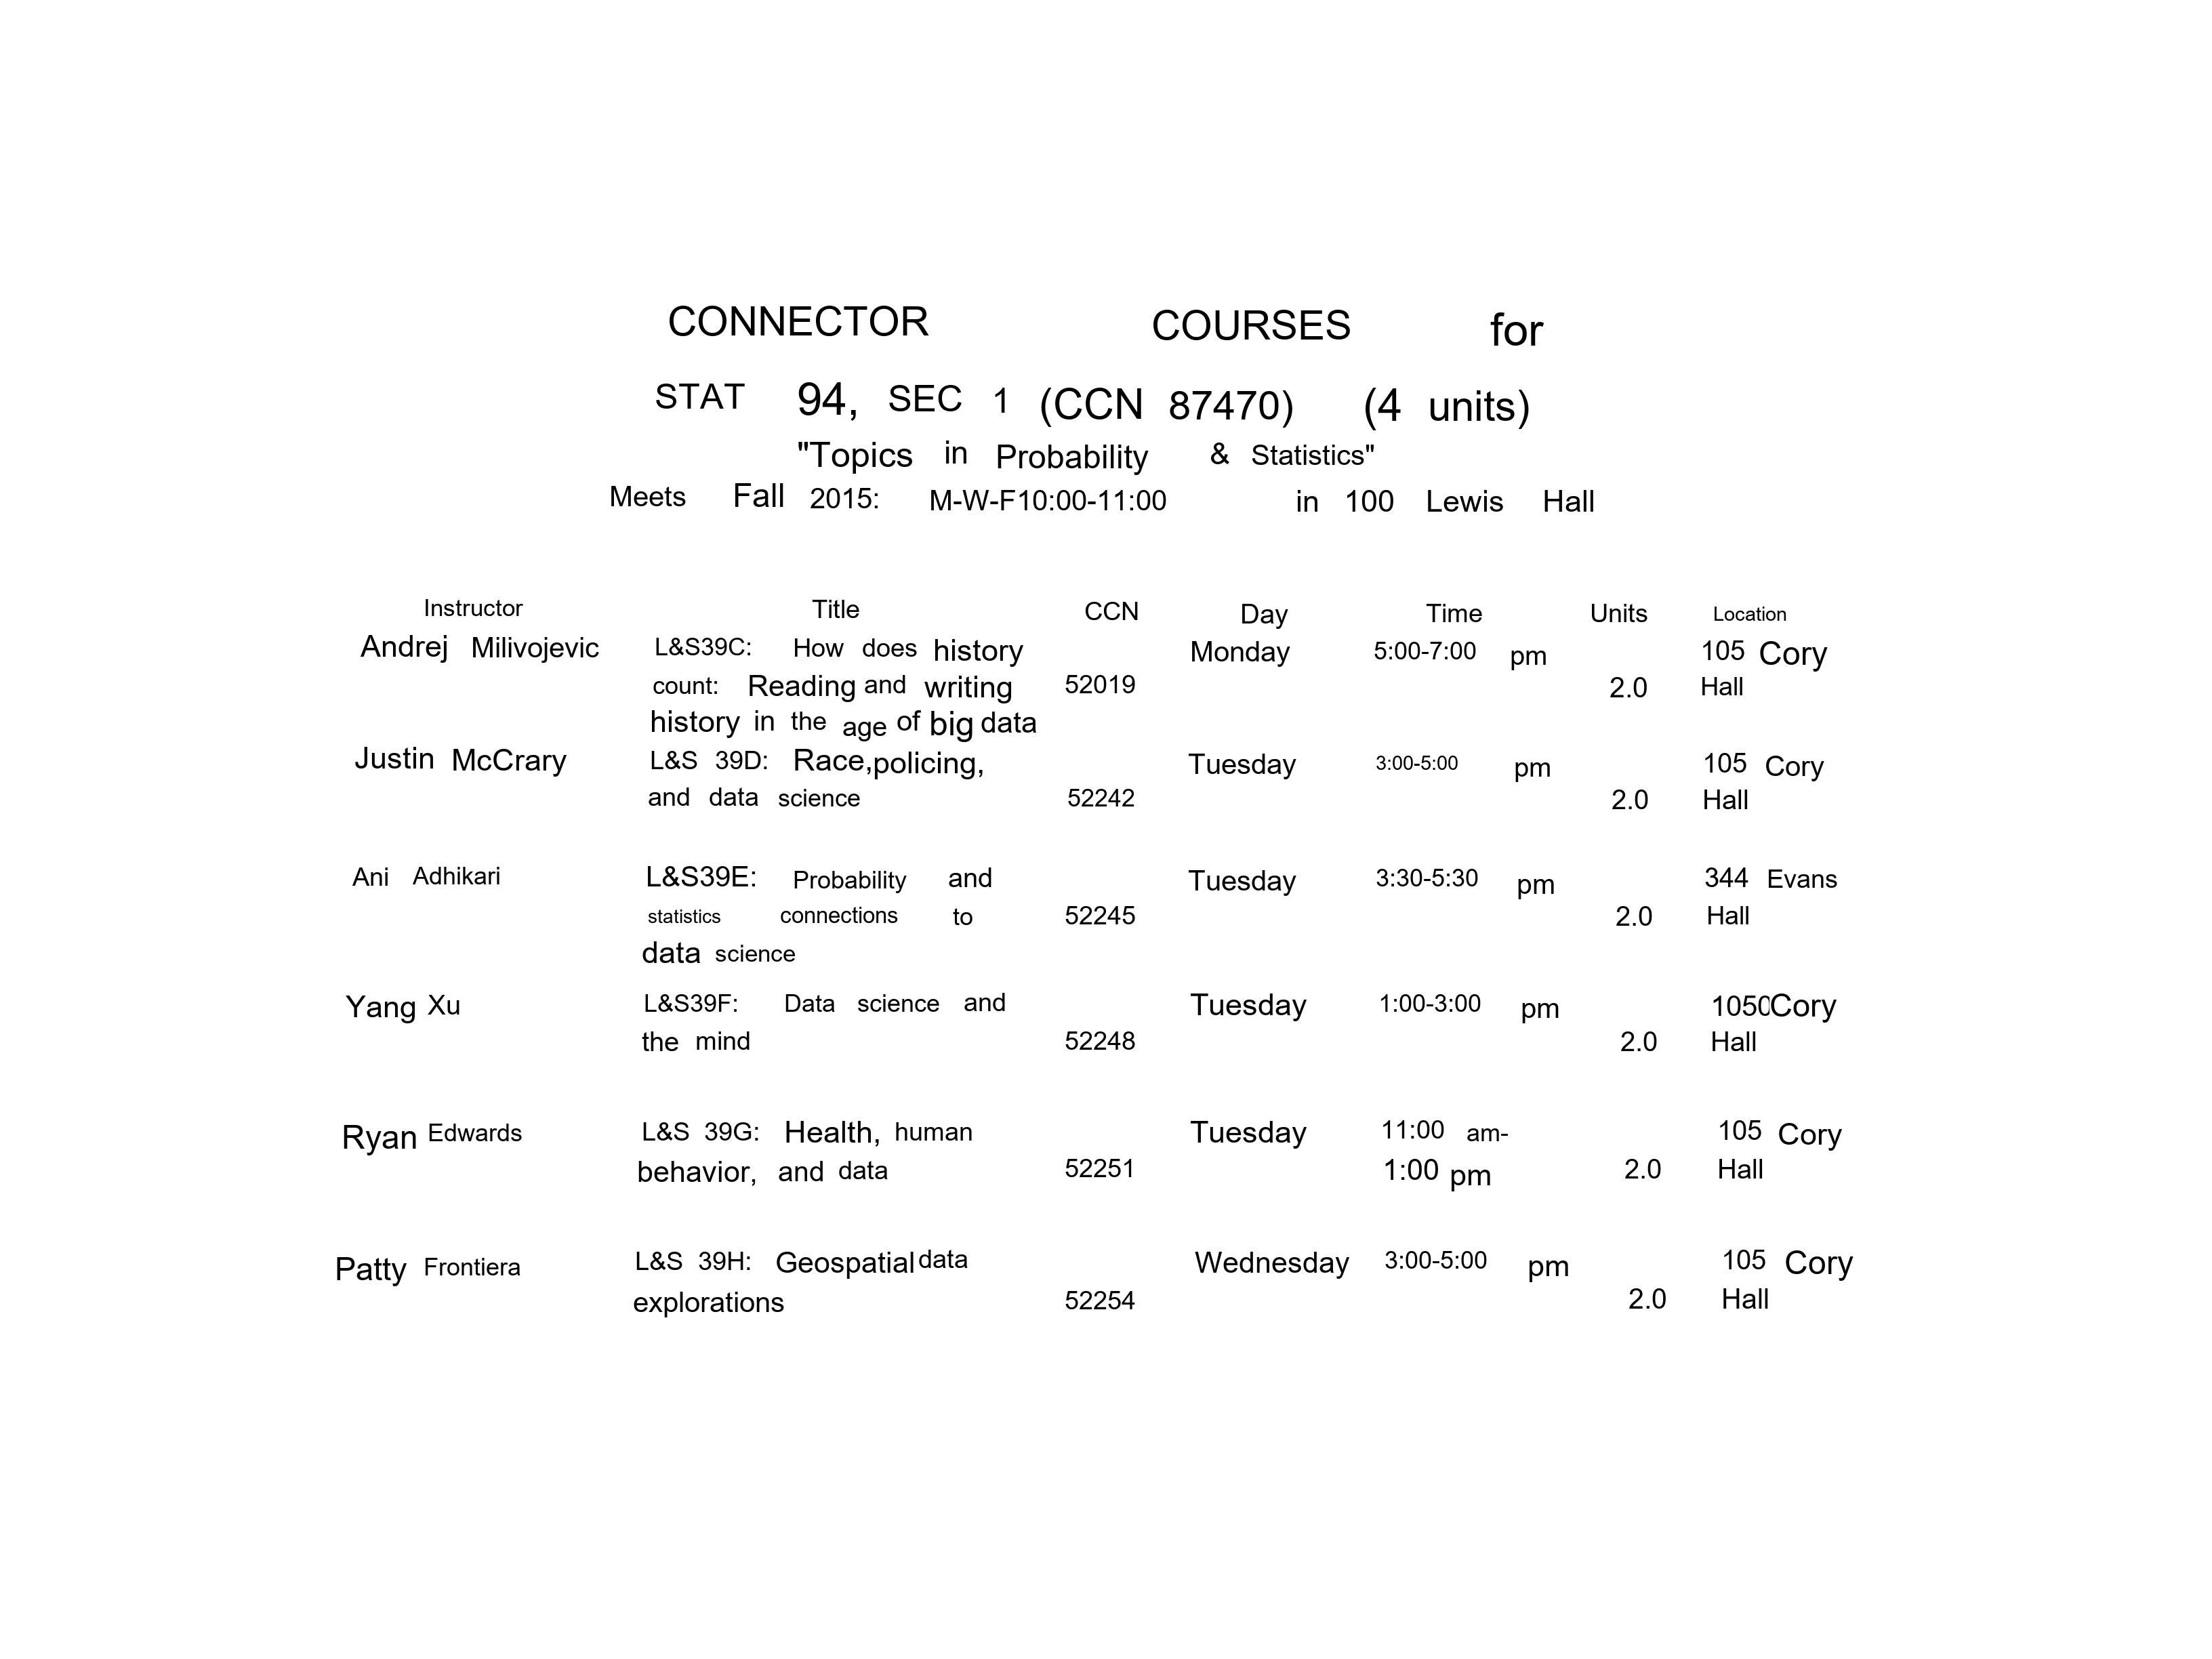 CONNECTOR COURSES for
STAT 94, SEC 1 (CCN 87470) (4 units)
"Topics in Probability & Statistics"
Meets Fall 2015: M-W-F10:00-11:00 in 100 Lewis Hall
Instructor Title CCN Day Time Units Location
Andrej Milivojevic L&S39C: How does history Monday 5:00-7:00 pm 105 Cory
count: Reading and writing 52019 2.0 Hall
history in the age of big data
Justin McCrary L&S 39D: Race, policing, Tuesday 3:00-5:00 pm 105 Cory
and data science 52242 2.0 Hall
Ani Adhikari L&S39E: Probability and Tuesday 3:30-5:30 pm 344 Evans
statistics connections to 52245 2.0 Hall
data science
Yang Xu L&S39F: Data science and Tuesday 1:00-3:00 pm 1050 Cory
the mind 52248 2.0 Hall
Ryan Edwards L&S 39G: Health, human Tuesday 11:00 am- 105 Cory
behavior, and data 52251 1:00 pm 2.0 Hall
Patty Frontiera L&S 39H: Geospatial data Wednesday 3:00-5:00 pm 105 Cory
explorations 52254 2.0 Hall